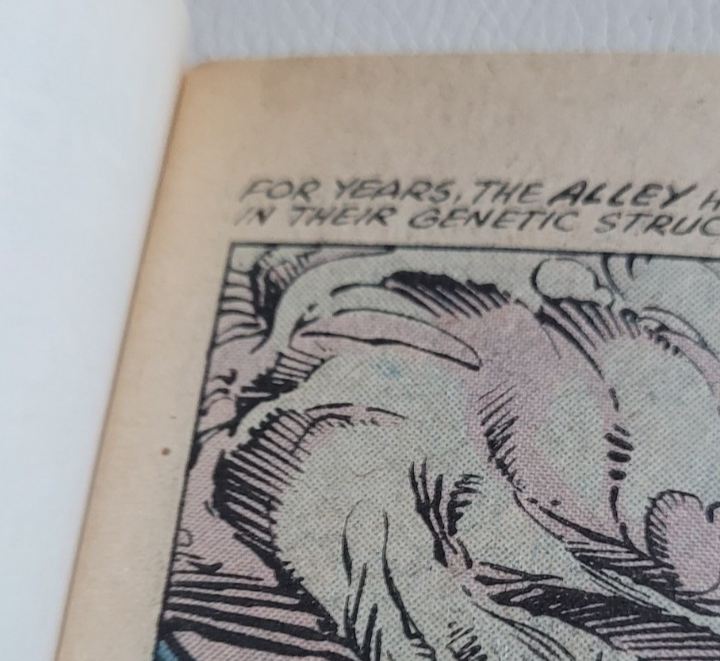 FOR YEARS, THE ALLEY H
IN THEIR GENETIC STRUC